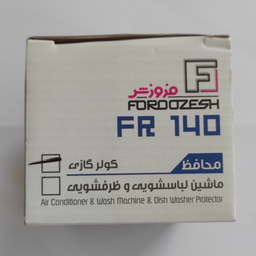 فروزش
FOROOZESH
FR 140
محافظ
کولر گازی
ماشین لباسشویی و ظرفشویی
Air Conditioner & Wash Machine & Dish Washer Protector